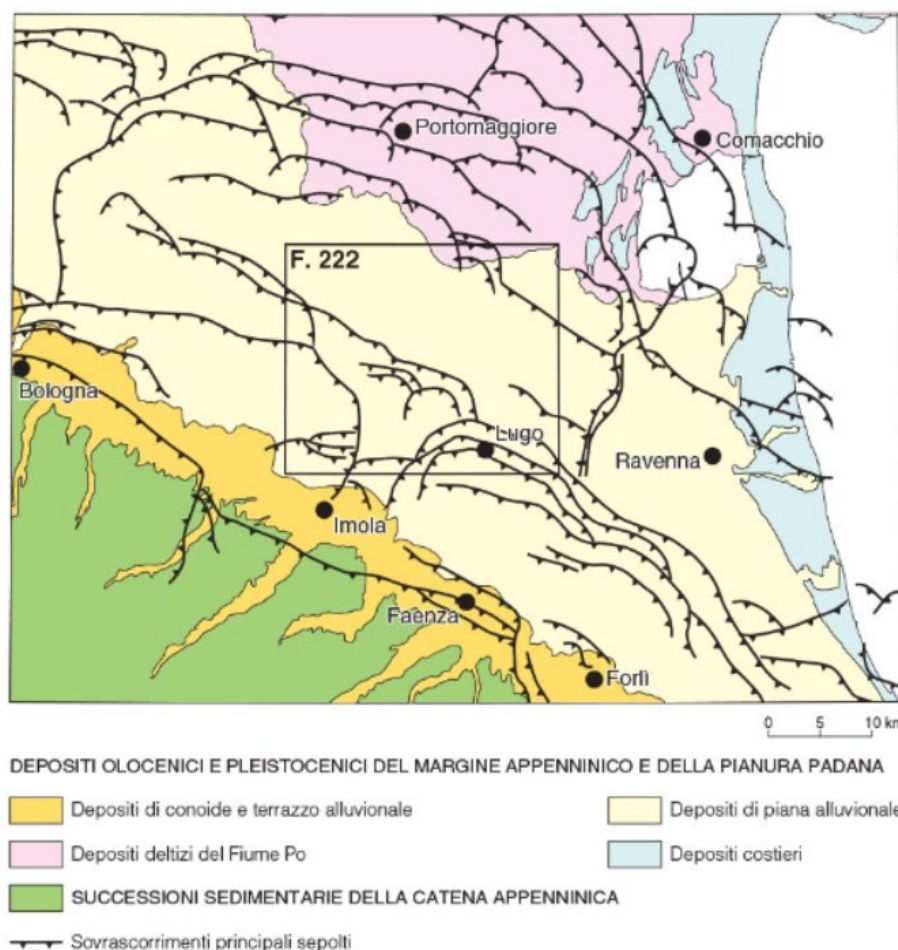 Portomaggiore
Comacchio
F. 222
Bologna
Lugo
Ravenna
Imola
Faenza
Forlì
0 5 10 km
DEPOSITI OLOCENICI E PLEISTOCENICI DEL MARGINE APPENNINICO E DELLA PIANURA PADANA
Depositi di conoide e terrazzo alluvionale
Depositi di piana alluvionale
Depositi deltizi del Fiume Po
Depositi costieri
SUCCESSIONI SEDIMENTARIE DELLA CATENA APPENNINICA
Sovrascorrimenti principali sepolti